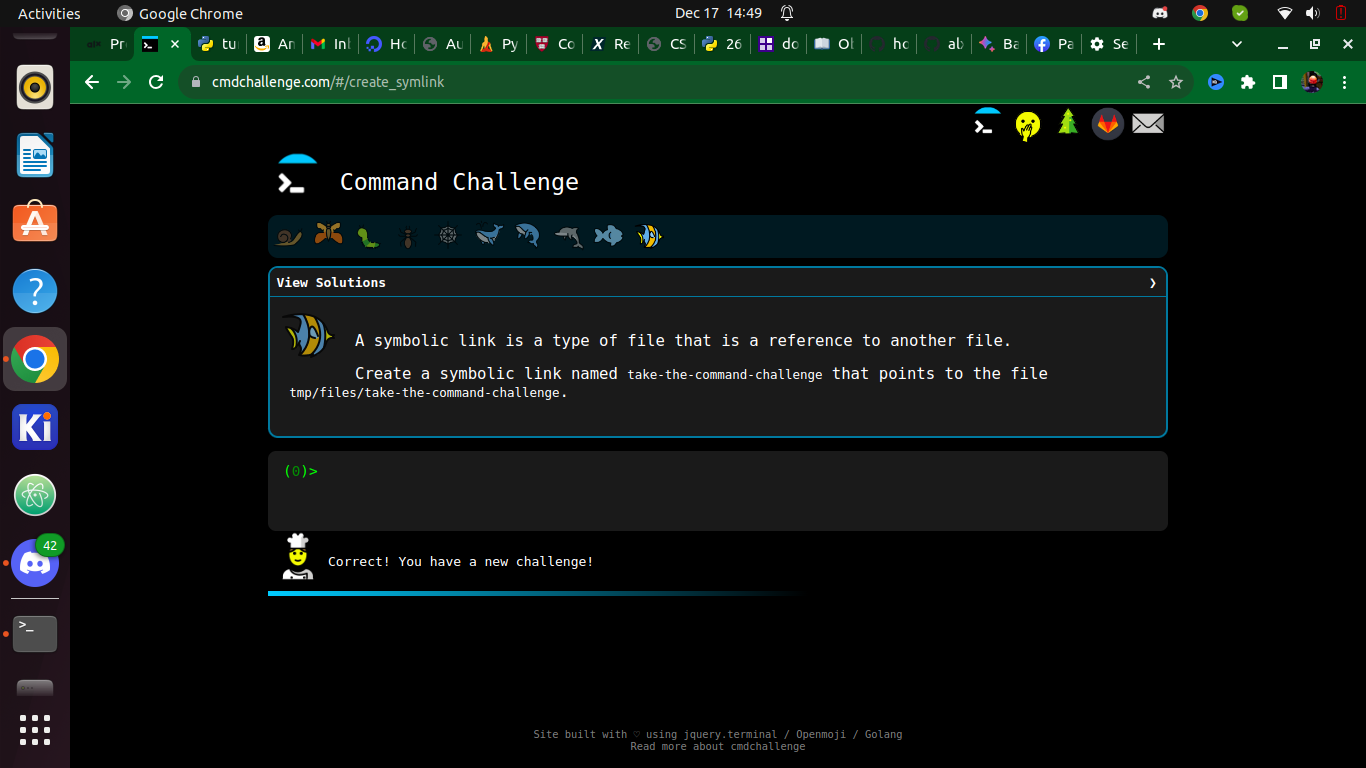 Activities
Google Chrome
Dec 17 14:49
Pr
tu
An
Inl
Ho
Au
Py
Co
X Re
CS
26
do
Ol
ho
ab
Ba
Pa
Se
cmdchallenge.com/#/create_symlink
Command Challenge
View Solutions
A symbolic link is a type of file that is a reference to another file.
Create a symbolic link named take-the-command-challenge that points to the file
tmp/files/take-the-command-challenge.
(0)>
Ki
42
>_
Correct! You have a new challenge!
Site built with ♡ using jquery.terminal / Openmoji / Golang
Read more about cmdchallenge